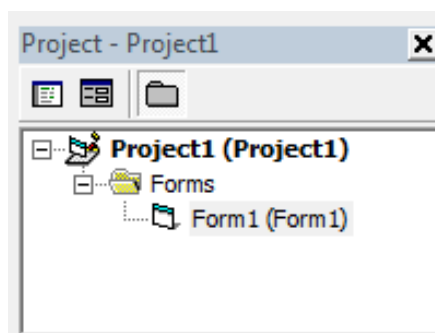 Project - Project1
Project1 (Project1)
Forms
Form1 (Form1)